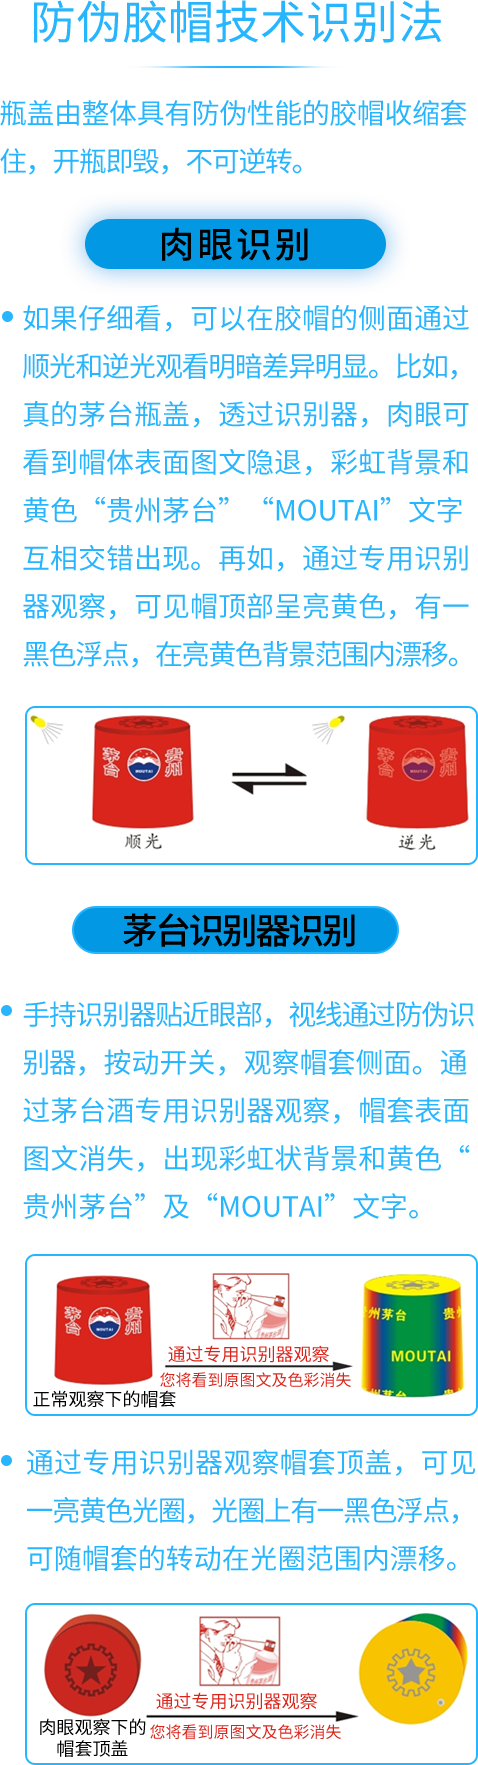 防伪胶帽技术识别法
瓶盖由整体具有防伪性能的胶帽收缩套
住，开瓶即毁，不可逆转。
肉眼识别
• 如果仔细看，可以在胶帽的侧面通过
顺光和逆光观看明暗差异明显。比如，
真的茅台瓶盖，透过识别器，肉眼可
看到帽体表面图文隐退，彩虹背景和
黄色“贵州茅台”“MOUTAI”文字
互相交错出现。再如，通过专用识别
器观察，可见帽顶部呈亮黄色，有一
黑色浮点，在亮黄色背景范围内漂移。
茅台 MOUTAI 贵州
顺光
茅台 MOUTAI 贵州
逆光
茅台识别器识别
• 手持识别器贴近眼部，视线通过防伪识
别器，按动开关，观察帽套侧面。通
过茅台酒专用识别器观察，帽套表面
图文消失，出现彩虹状背景和黄色“
贵州茅台”及“MOUTAI”文字。
茅台 MOUTAI 贵州
正常观察下的帽套
通过专用识别器观察
您将看到原图文及色彩消失
州茅台 贵州
MOUTAI
州茅台 贵州
• 通过专用识别器观察帽套顶盖，可见
一亮黄色光圈，光圈上有一黑色浮点，
可随帽套的转动在光圈范围内漂移。
肉眼观察下的
帽套顶盖
通过专用识别器观察
您将看到原图文及色彩消失